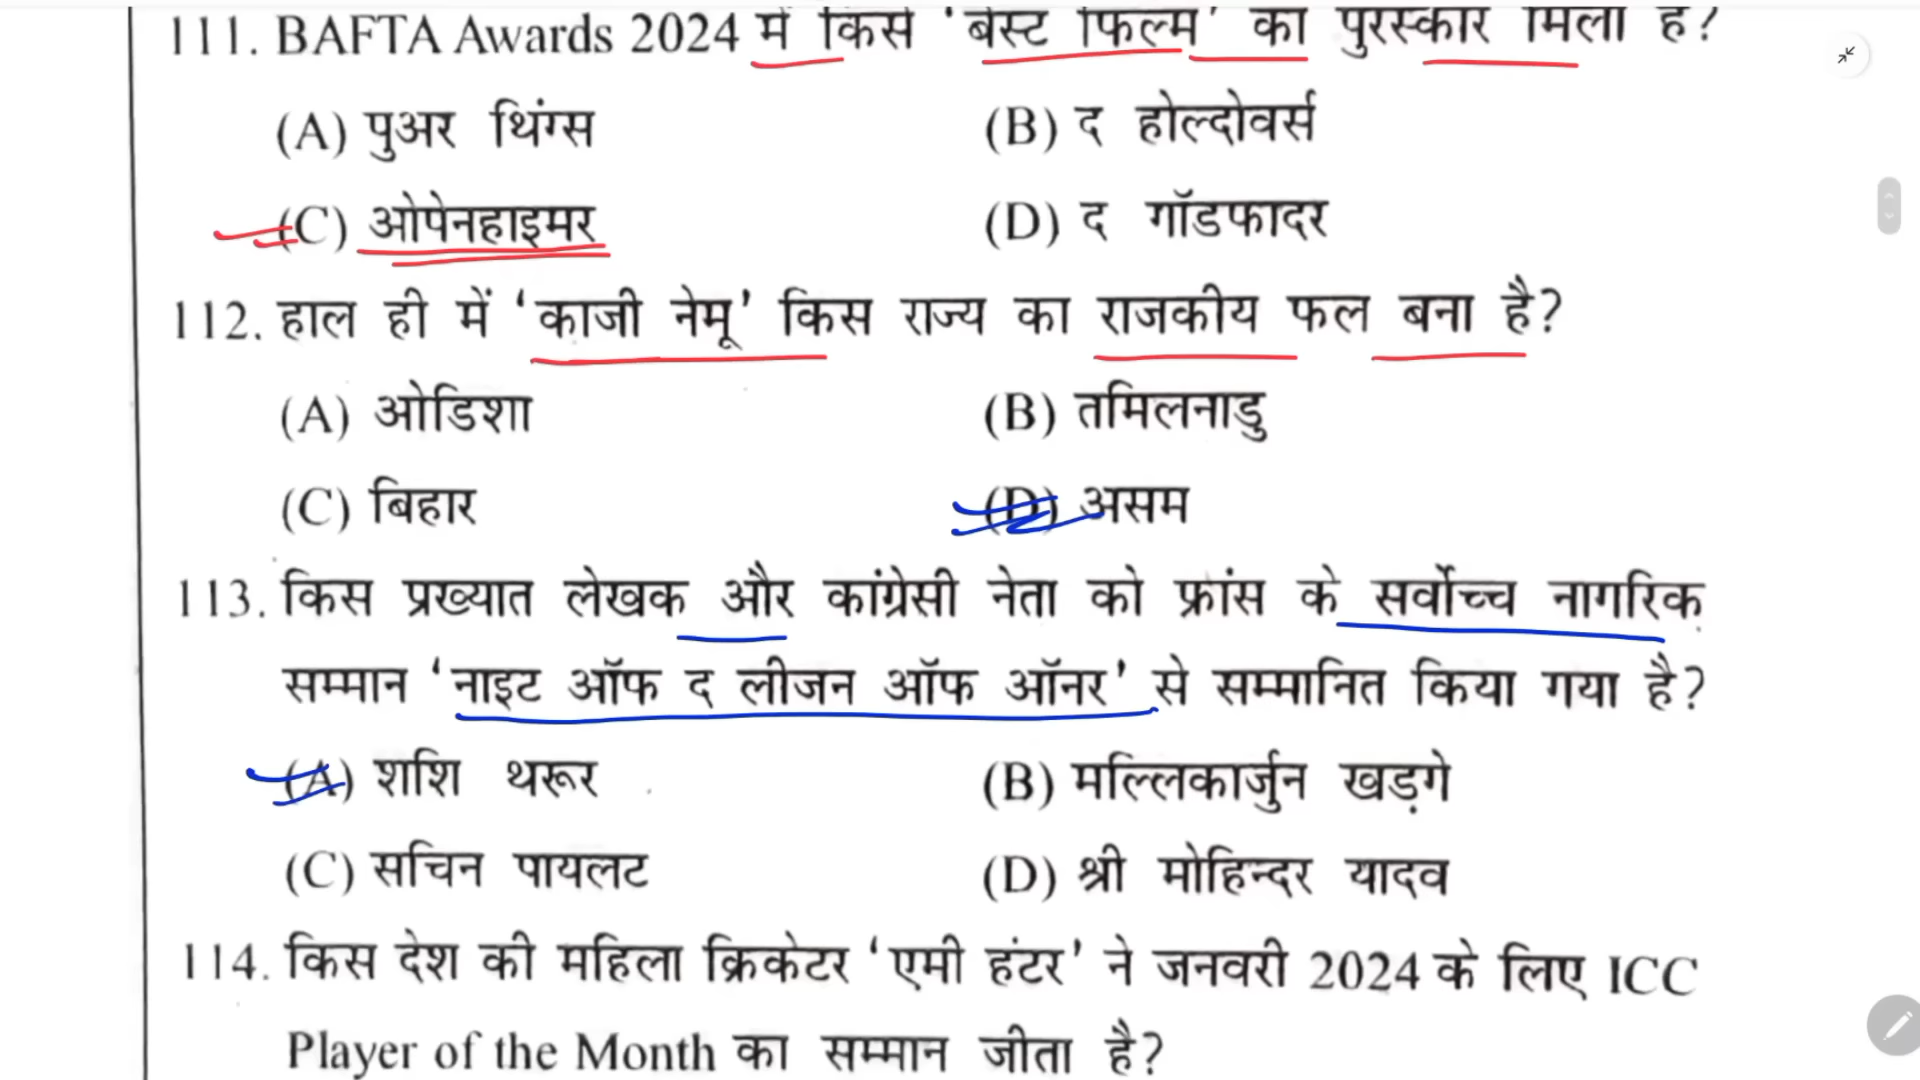 111. BAFTA Awards 2024 में किसे ‘बेस्ट फिल्म’ का पुरस्कार मिला है?
(A) पुअर थिंग्स (B) द होल्दोवर्स
(C) ओपेनहाइमर (D) द गॉडफादर
112. हाल ही में ‘काजी नेमू’ किस राज्य का राजकीय फल बना है?
(A) ओडिशा (B) तमिलनाडु
(C) बिहार (D) असम
113. किस प्रख्यात लेखक और कांग्रेसी नेता को फ्रांस के सर्वोच्च नागरिक
सम्मान ‘नाइट ऑफ द लीजन ऑफ ऑनर’ से सम्मानित किया गया है?
(A) शशि थरूर (B) मल्लिकार्जुन खड़गे
(C) सचिन पायलट (D) श्री मोहिन्दर यादव
114. किस देश की महिला क्रिकेटर ‘एमी हंटर’ ने जनवरी 2024 के लिए ICC
Player of the Month का सम्मान जीता है?